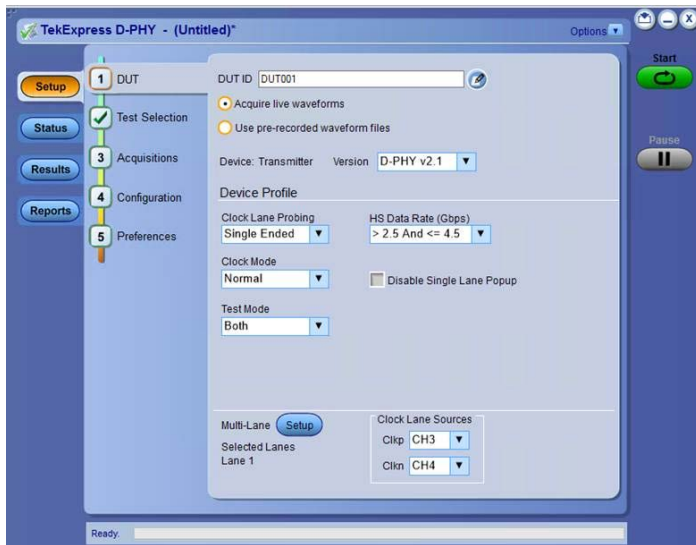 TekExpress D-PHY - (Untitled)*
Options
Start
Pause
Setup
Status
Results
Reports
1 DUT
Test Selection
3 Acquisitions
4 Configuration
5 Preferences
DUT ID DUT001
Acquire live waveforms
Use pre-recorded waveform files
Device: Transmitter Version D-PHY v2.1
Device Profile
Clock Lane Probing HS Data Rate (Gbps)
Single Ended > 2.5 And <= 4.5
Clock Mode
Normal Disable Single Lane Popup
Test Mode
Both
Multi-Lane Setup
Selected Lanes
Lane 1
Clock Lane Sources
Clkp CH3
Clkn CH4
Ready.